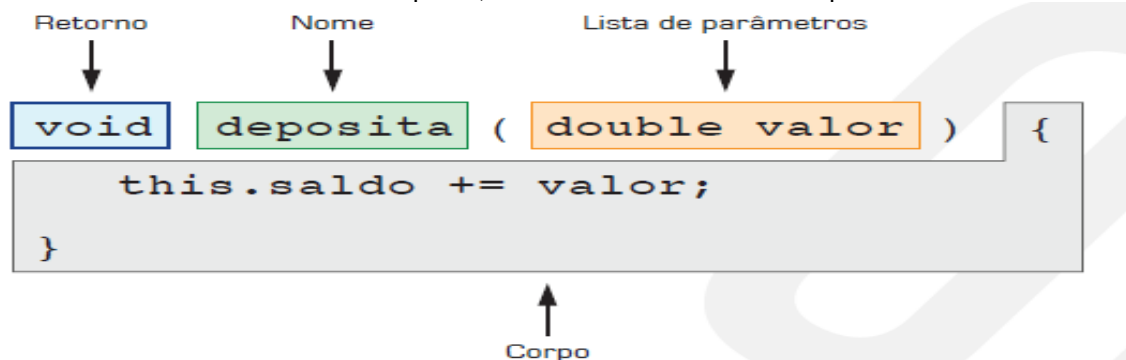 Retorno Nome Lista de parâmetros
void deposita ( double valor ) {
this.saldo += valor;
}
Corpo